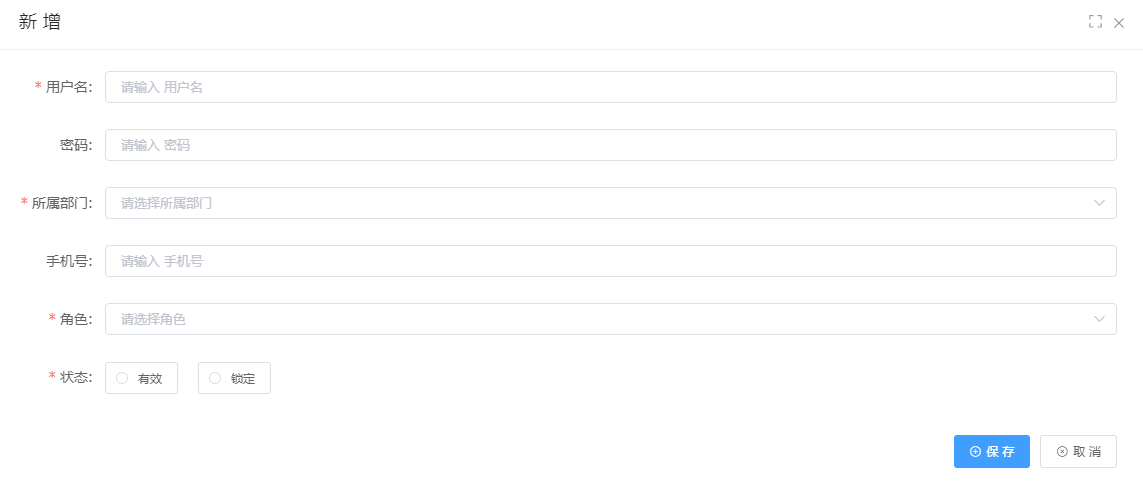 新 增
* 用户名: 请输入 用户名
密码: 请输入 密码
* 所属部门: 请选择所属部门
手机号: 请输入 手机号
* 角色: 请选择角色
* 状态: 有效 锁定
保 存 取 消